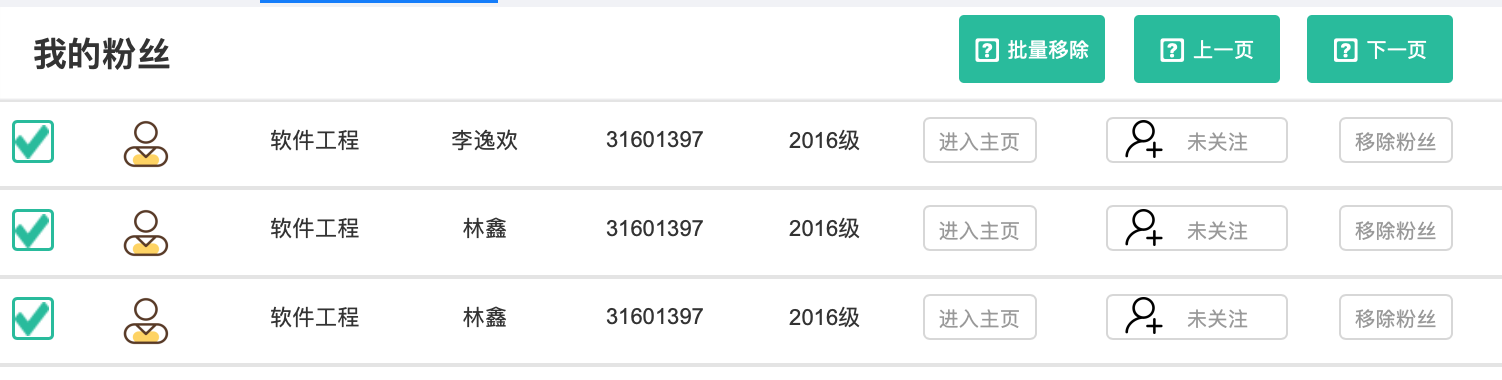 我的粉丝 批量移除 上一页 下一页
软件工程 李逸欢 31601397 2016级 进入主页 未关注 移除粉丝
软件工程 林鑫 31601397 2016级 进入主页 未关注 移除粉丝
软件工程 林鑫 31601397 2016级 进入主页 未关注 移除粉丝